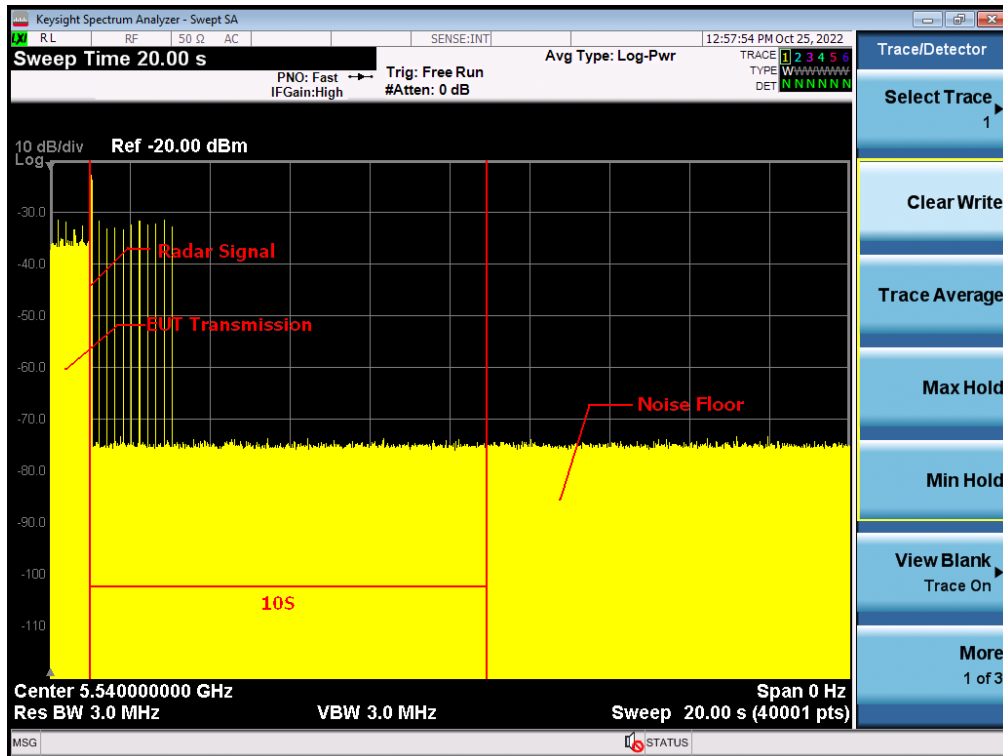 Keysight Spectrum Analyzer - Swept SA
LXI RL RF 50 Ω AC SENSE:INT 12:57:54 PM Oct 25, 2022
Sweep Time 20.00 s
PNO: Fast
IFGain:High
Trig: Free Run
#Atten: 0 dB
Avg Type: Log-Pwr
TRACE 1 2 3 4 5 6
TYPE W
DET N N N N N N
10 dB/div Ref -20.00 dBm
Log
-30.0
-40.0
-50.0
-60.0
-70.0
-80.0
-90.0
-100
-110
Radar Signal
EUT Transmission
Noise Floor
10S
Center 5.540000000 GHz Span 0 Hz
Res BW 3.0 MHz VBW 3.0 MHz Sweep 20.00 s (40001 pts)
MSG STATUS
Trace/Detector
Select Trace
1
Clear Write
Trace Average
Max Hold
Min Hold
View Blank
Trace On
More
1 of 3